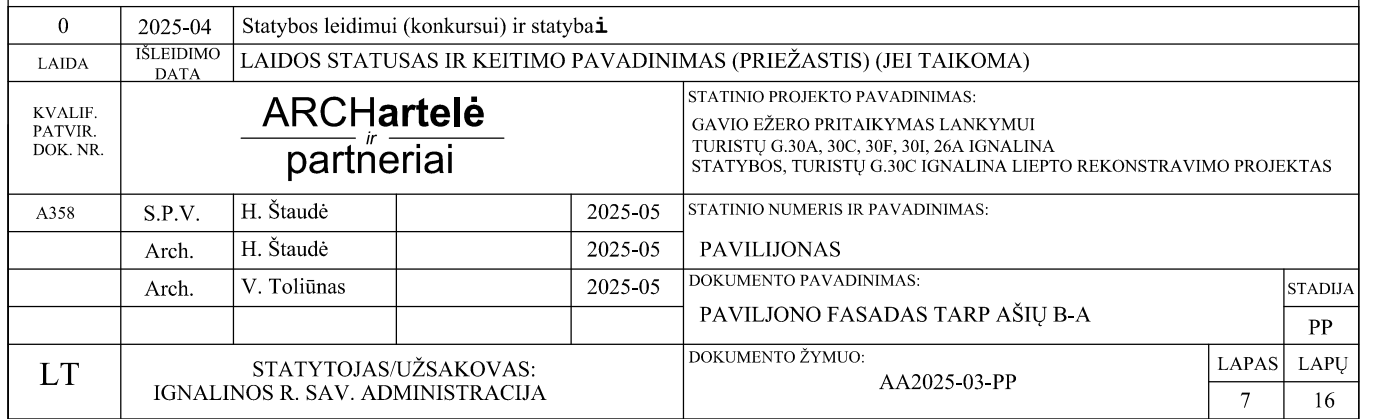 0 2025-04 Statybos leidimui (konkursui) ir statybai
LAIDA IŠLEIDIMO DATA LAIDOS STATUSAS IR KEITIMO PAVADINIMAS (PRIEŽASTIS) (JEI TAIKOMA)
KVALIF.
PATVIR.
DOK. NR.
ARCHartelė
ir
partneriai
STATINIO PROJEKTO PAVADINIMAS:
GAVIO EŽERO PRITAIKYMAS LANKYMUI
TURISTŲ G.30A, 30C, 30F, 30I, 26A IGNALINA
STATYBOS, TURISTŲ G.30C IGNALINA LIEPTO REKONSTRAVIMO PROJEKTAS
A358 S.P.V. H. Štaudė 2025-05
Arch. H. Štaudė 2025-05
Arch. V. Toliūnas 2025-05
STATINIO NUMERIS IR PAVADINIMAS:
PAVILIJONAS
DOKUMENTO PAVADINIMAS:
PAVILJONO FASADAS TARP AŠIŲ B-A
STADIJA
PP
LT
STATYTOJAS/UŽSAKOVAS:
IGNALINOS R. SAV. ADMINISTRACIJA
DOKUMENTO ŽYMUO:
AA2025-03-PP
LAPAS LAPŲ
7 16